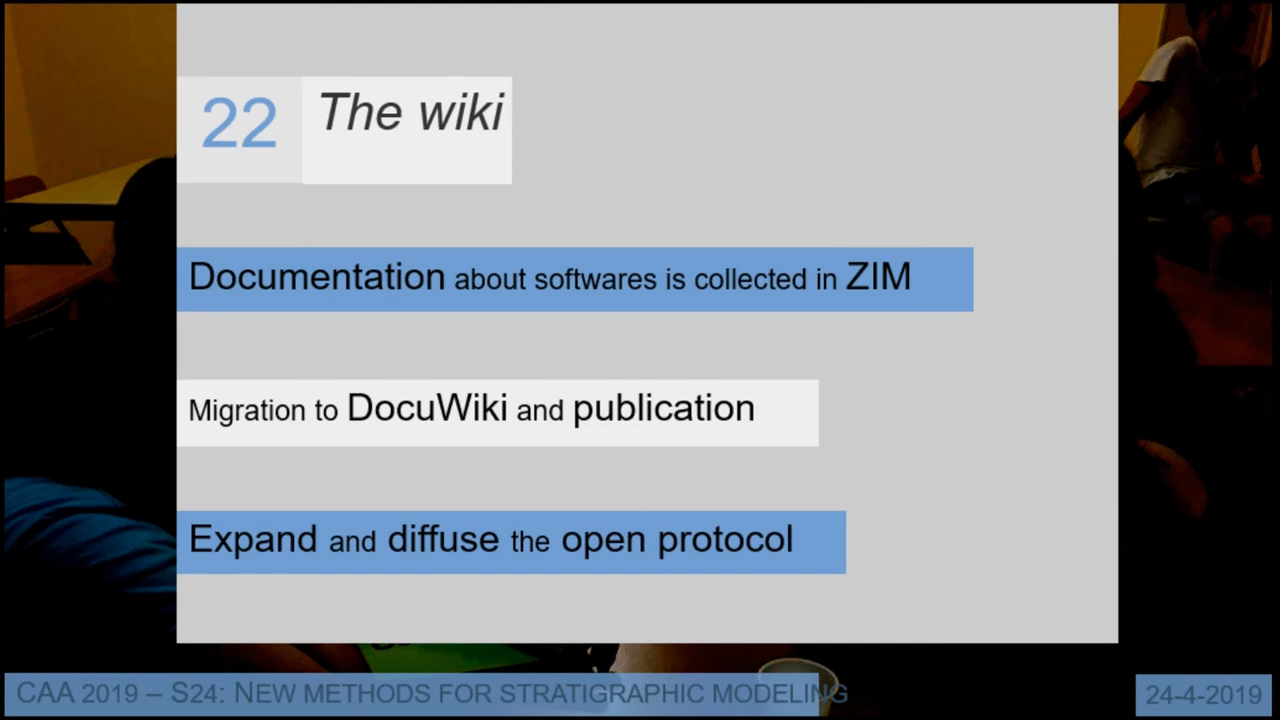 22 The wiki
Documentation about softwares is collected in ZIM
Migration to DocuWiki and publication
Expand and diffuse the open protocol
CAA 2019 – S24: NEW METHODS FOR STRATIGRAPHIC MODELING
24-4-2019